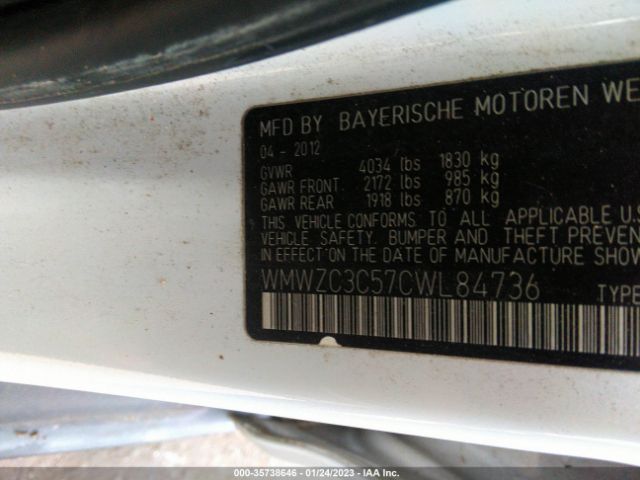 MFD BY BAYERISCHE MOTOREN WE
04 - 2012
GVWR 4034 lbs 1830 kg
GAWR FRONT 2172 lbs 985 kg
GAWR REAR 1918 lbs 870 kg
THIS VEHICLE CONFORMS TO ALL APPLICABLE U.S
VEHICLE SAFETY, BUMPER AND THEFT PREVEN
IN EFFECT ON THE DATE OF MANUFACTURE SHOW
WMWZC3C57CWL84736 TYPE
000-35738646 - 01/24/2023 - IAA Inc.